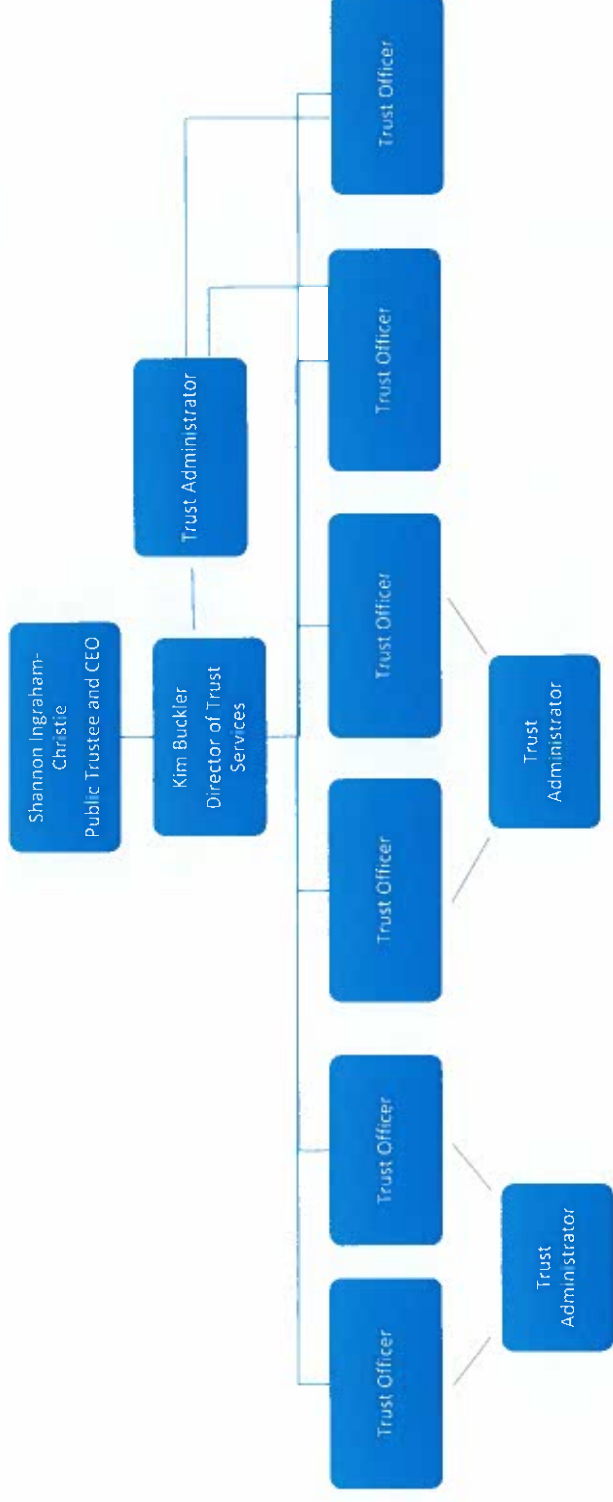 Shannon Ingraham-
Christie
Public Trustee and CEO
Kim Buckler
Director of Trust
Services
Trust Administrator
Trust Officer
Trust Officer
Trust Officer
Trust Officer
Trust Officer
Trust Officer
Trust
Administrator
Trust
Administrator